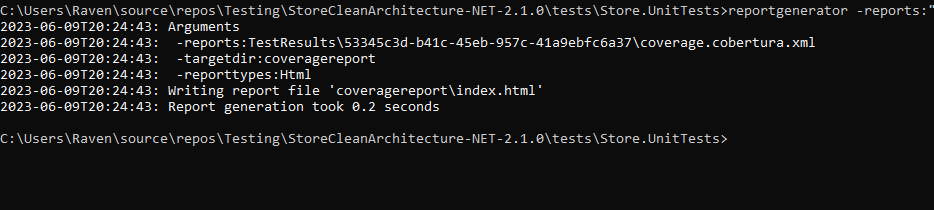 C:\Users\Raven\source\repos\Testing\StoreCleanArchitecture-NET-2.1.0\tests\Store.UnitTests>reportgenerator -reports:"
2023-06-09T20:24:43: Arguments
2023-06-09T20:24:43:  -reports:TestResults\53345c3d-b41c-45eb-957c-41a9ebfc6a37\coverage.cobertura.xml
2023-06-09T20:24:43:  -targetdir:coveragereport
2023-06-09T20:24:43:  -reporttypes:Html
2023-06-09T20:24:43: Writing report file 'coveragereport\index.html'
2023-06-09T20:24:43: Report generation took 0.2 seconds
C:\Users\Raven\source\repos\Testing\StoreCleanArchitecture-NET-2.1.0\tests\Store.UnitTests>